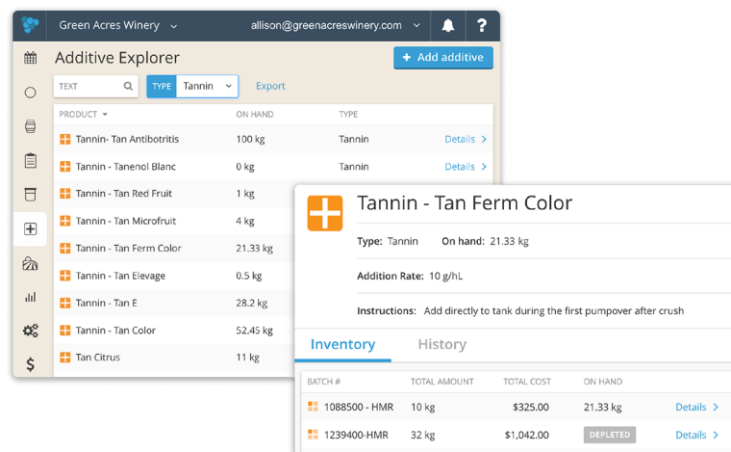 Green Acres Winery allison@greenacreswinery.com ?
Additive Explorer + Add additive
TEXT TYPE Tannin Export
PRODUCT ON HAND TYPE
Tannin- Tan Antibotritis 100 kg Tannin Details >
Tannin - Tanenol Blanc 0 kg Tannin Details >
Tannin - Tan Red Fruit 1 kg
Tannin - Tan Microfruit 4 kg
Tannin - Tan Ferm Color 21.33 kg
Tannin - Tan Elevage 0.5 kg
Tannin - Tan E 28.2 kg
Tannin - Tan Color 52.45 kg
Tan Citrus 11 kg
$
Tannin - Tan Ferm Color
Type: Tannin On hand: 21.33 kg
Addition Rate: 10 g/hL
Instructions: Add directly to tank during the first pumpover after crush
Inventory History
BATCH # TOTAL AMOUNT TOTAL COST ON HAND
1088500 - HMR 10 kg $325.00 21.33 kg Details >
1239400-HMR 32 kg $1,042.00 DEPLETED Details >